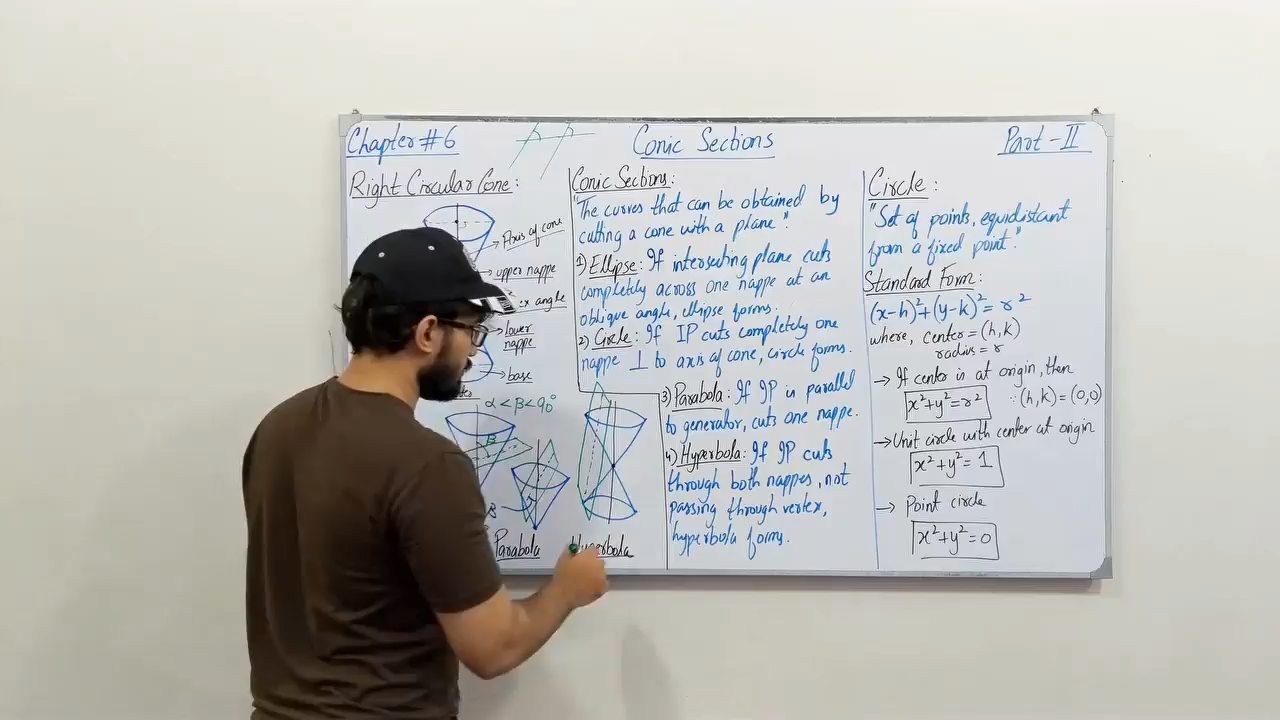 Chapter # 6
Conic Sections
Part - II
Right Circular Cone:
r
Axis of cone
upper nappe
angle
lower
nappe
base
α < β < 90°
β
Parabola
Hyperbola
Conic Sections:
"The curves that can be obtained by
cutting a cone with a plane".
1) Ellipse: If intersecting plane cuts
completely across one nappe at an
oblique angle, ellipse forms.
2) Circle: If IP cuts completely one
nappe ⊥ to axis of cone, circle forms.
3) Parabola: If IP is parallel
to generator, cuts one nappe.
4) Hyperbola: If IP cuts
through both nappes, not
passing through vertex,
hyperbola forms.
Circle:
"Set of points, equidistant
from a fixed point."
Standard Form:
(x-h)²+(y-k)² = r²
where, center = (h,k)
radius = r
→ If center is at origin, then
x²+y²=r² ∵ (h,k) = (0,0)
→ Unit circle with center at origin
x²+y²=1
→ Point circle
x²+y²=0